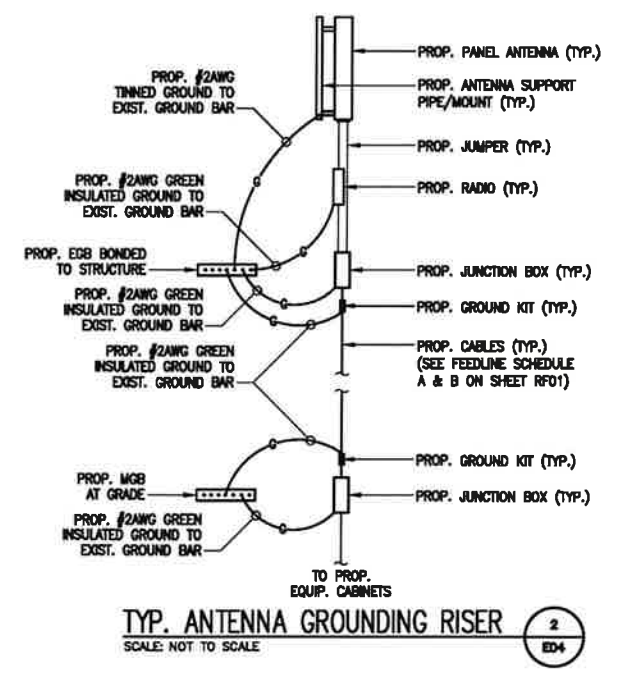 PROP. PANEL ANTENNA (TYP.)
PROP. #2AWG
TINNED GROUND TO
EXIST. GROUND BAR
PROP. ANTENNA SUPPORT
PIPE/MOUNT (TYP.)
PROP. JUMPER (TYP.)
PROP. #2AWG GREEN
INSULATED GROUND TO
EXIST. GROUND BAR
PROP. RADIO (TYP.)
PROP. EGB BONDED
TO STRUCTURE
PROP. JUNCTION BOX (TYP.)
PROP. #2AWG GREEN
INSULATED GROUND TO
EXIST. GROUND BAR
PROP. GROUND KIT (TYP.)
PROP. #2AWG GREEN
INSULATED GROUND TO
EXIST. GROUND BAR
PROP. CABLES (TYP.)
(SEE FEEDLINE SCHEDULE
A & B ON SHEET RF01)
PROP. GROUND KIT (TYP.)
PROP. MGB
AT GRADE
PROP. JUNCTION BOX (TYP.)
PROP. #2AWG GREEN
INSULATED GROUND TO
EXIST. GROUND BAR
TO PROP.
EQUIP. CABINETS
TYP. ANTENNA GROUNDING RISER
SCALE: NOT TO SCALE
2
E04
G
G
G
G
G
G